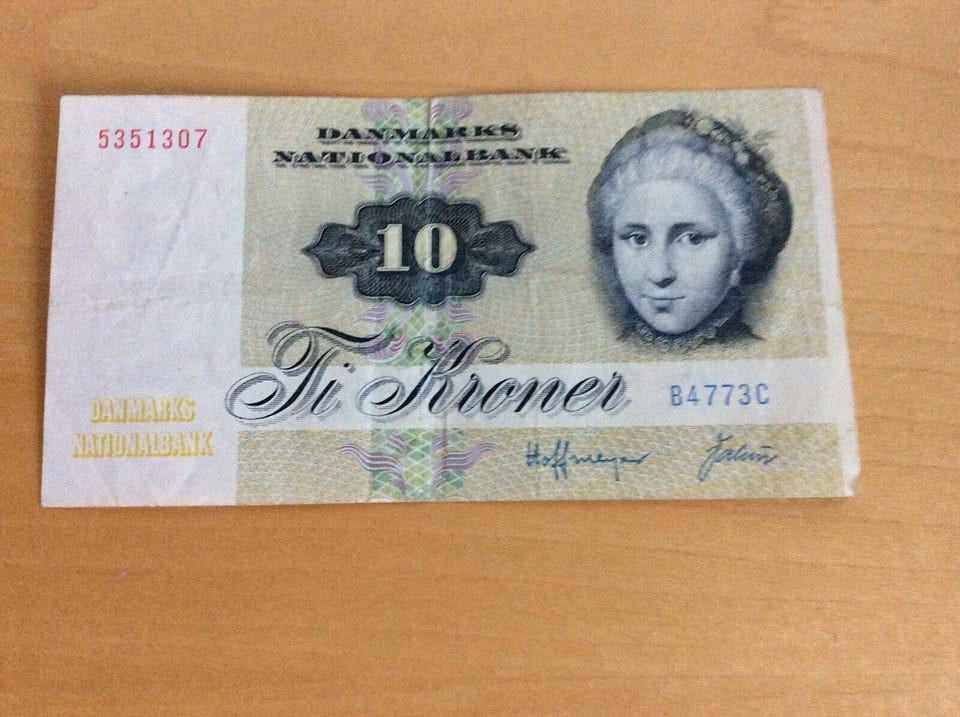 5351307
DANMARKS
NATIONALBANK
10
Ti Kroner
B4773C
DANMARKS
NATIONALBANK
Hoffmeyer